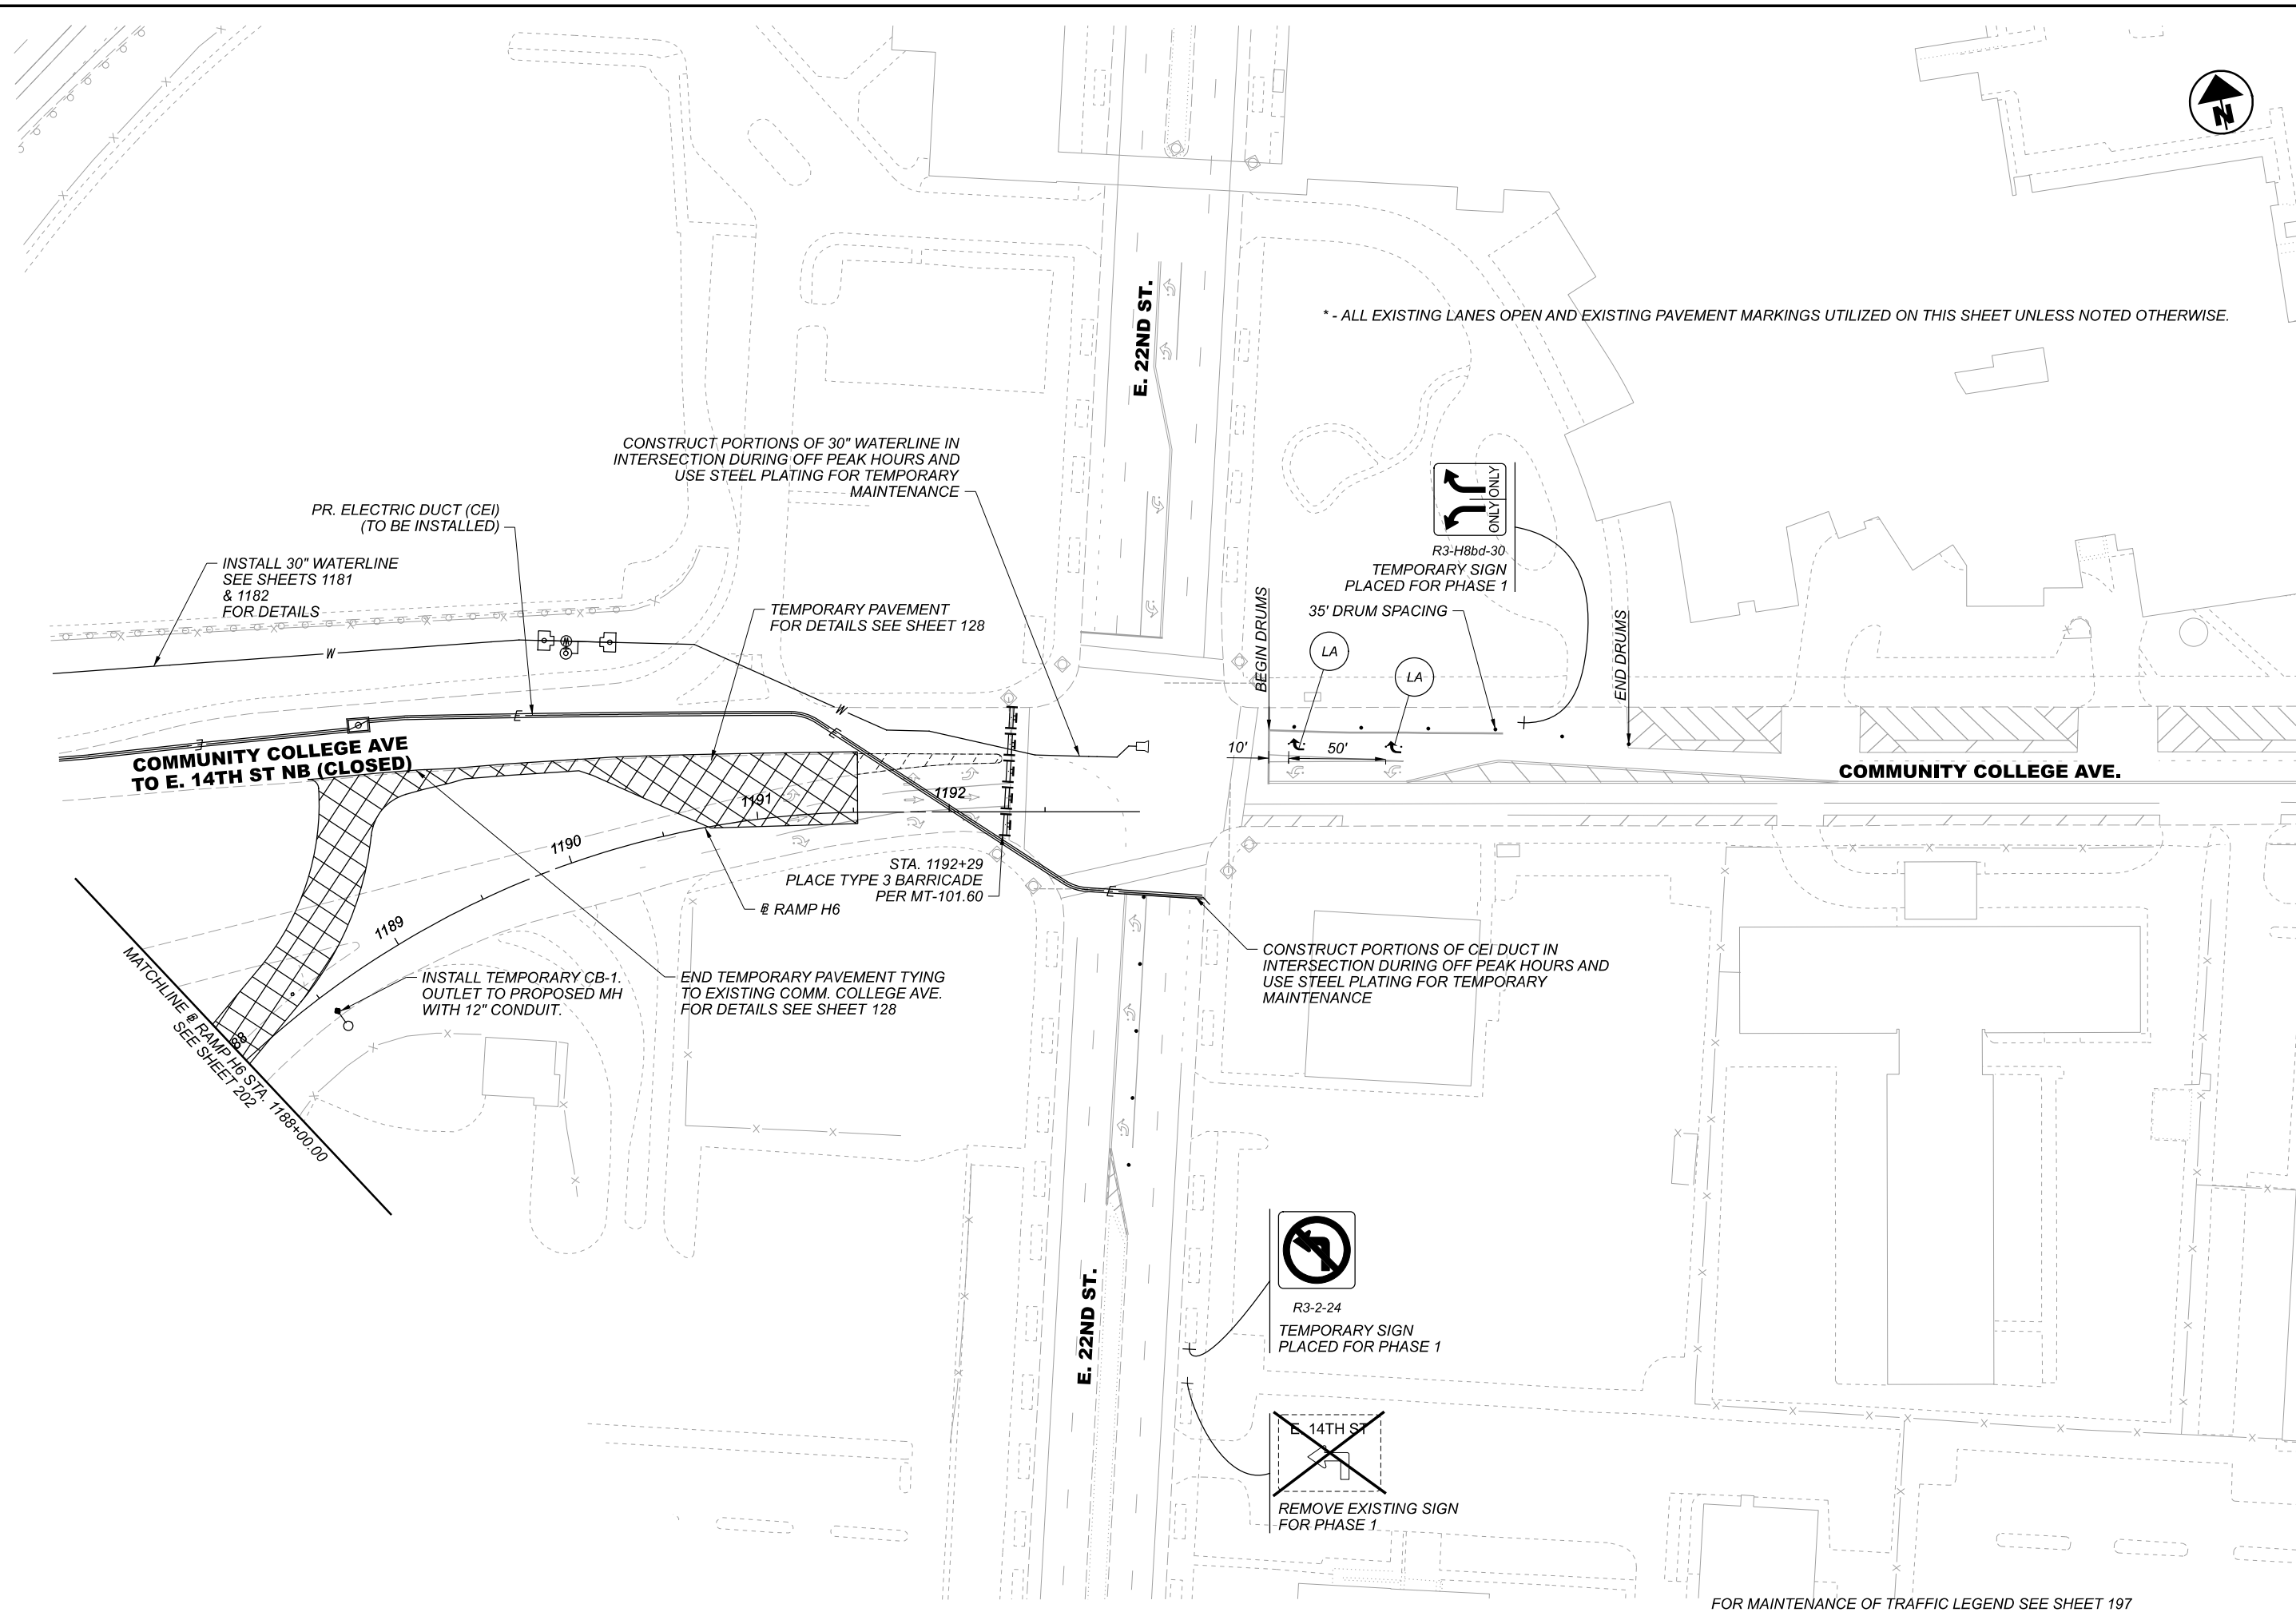 N
E. 22ND ST.
* - ALL EXISTING LANES OPEN AND EXISTING PAVEMENT MARKINGS UTILIZED ON THIS SHEET UNLESS NOTED OTHERWISE.
CONSTRUCT PORTIONS OF 30" WATERLINE IN
INTERSECTION DURING OFF PEAK HOURS AND
USE STEEL PLATING FOR TEMPORARY
MAINTENANCE
PR. ELECTRIC DUCT (CEI)
(TO BE INSTALLED)
INSTALL 30" WATERLINE
SEE SHEETS 1181
& 1182
FOR DETAILS
TEMPORARY PAVEMENT
FOR DETAILS SEE SHEET 128
ONLY ONLY
R3-H8bd-30
TEMPORARY SIGN
PLACED FOR PHASE 1
35' DRUM SPACING
BEGIN DRUMS
END DRUMS
LA
LA
W
W
E
E
E
E
10'
50'
COMMUNITY COLLEGE AVE
TO E. 14TH ST NB (CLOSED)
COMMUNITY COLLEGE AVE.
1192
1191
1190
1189
88
STA. 1192+29
PLACE TYPE 3 BARRICADE
PER MT-101.60
℄ RAMP H6
MATCHLINE ℄ RAMP H6 STA. 1188+00.00
SEE SHEET 202
INSTALL TEMPORARY CB-1.
OUTLET TO PROPOSED MH
WITH 12" CONDUIT.
END TEMPORARY PAVEMENT TYING
TO EXISTING COMM. COLLEGE AVE.
FOR DETAILS SEE SHEET 128
CONSTRUCT PORTIONS OF CEI DUCT IN
INTERSECTION DURING OFF PEAK HOURS AND
USE STEEL PLATING FOR TEMPORARY
MAINTENANCE
E. 22ND ST.
R3-2-24
TEMPORARY SIGN
PLACED FOR PHASE 1
E. 14TH ST
REMOVE EXISTING SIGN
FOR PHASE 1
FOR MAINTENANCE OF TRAFFIC LEGEND SEE SHEET 197